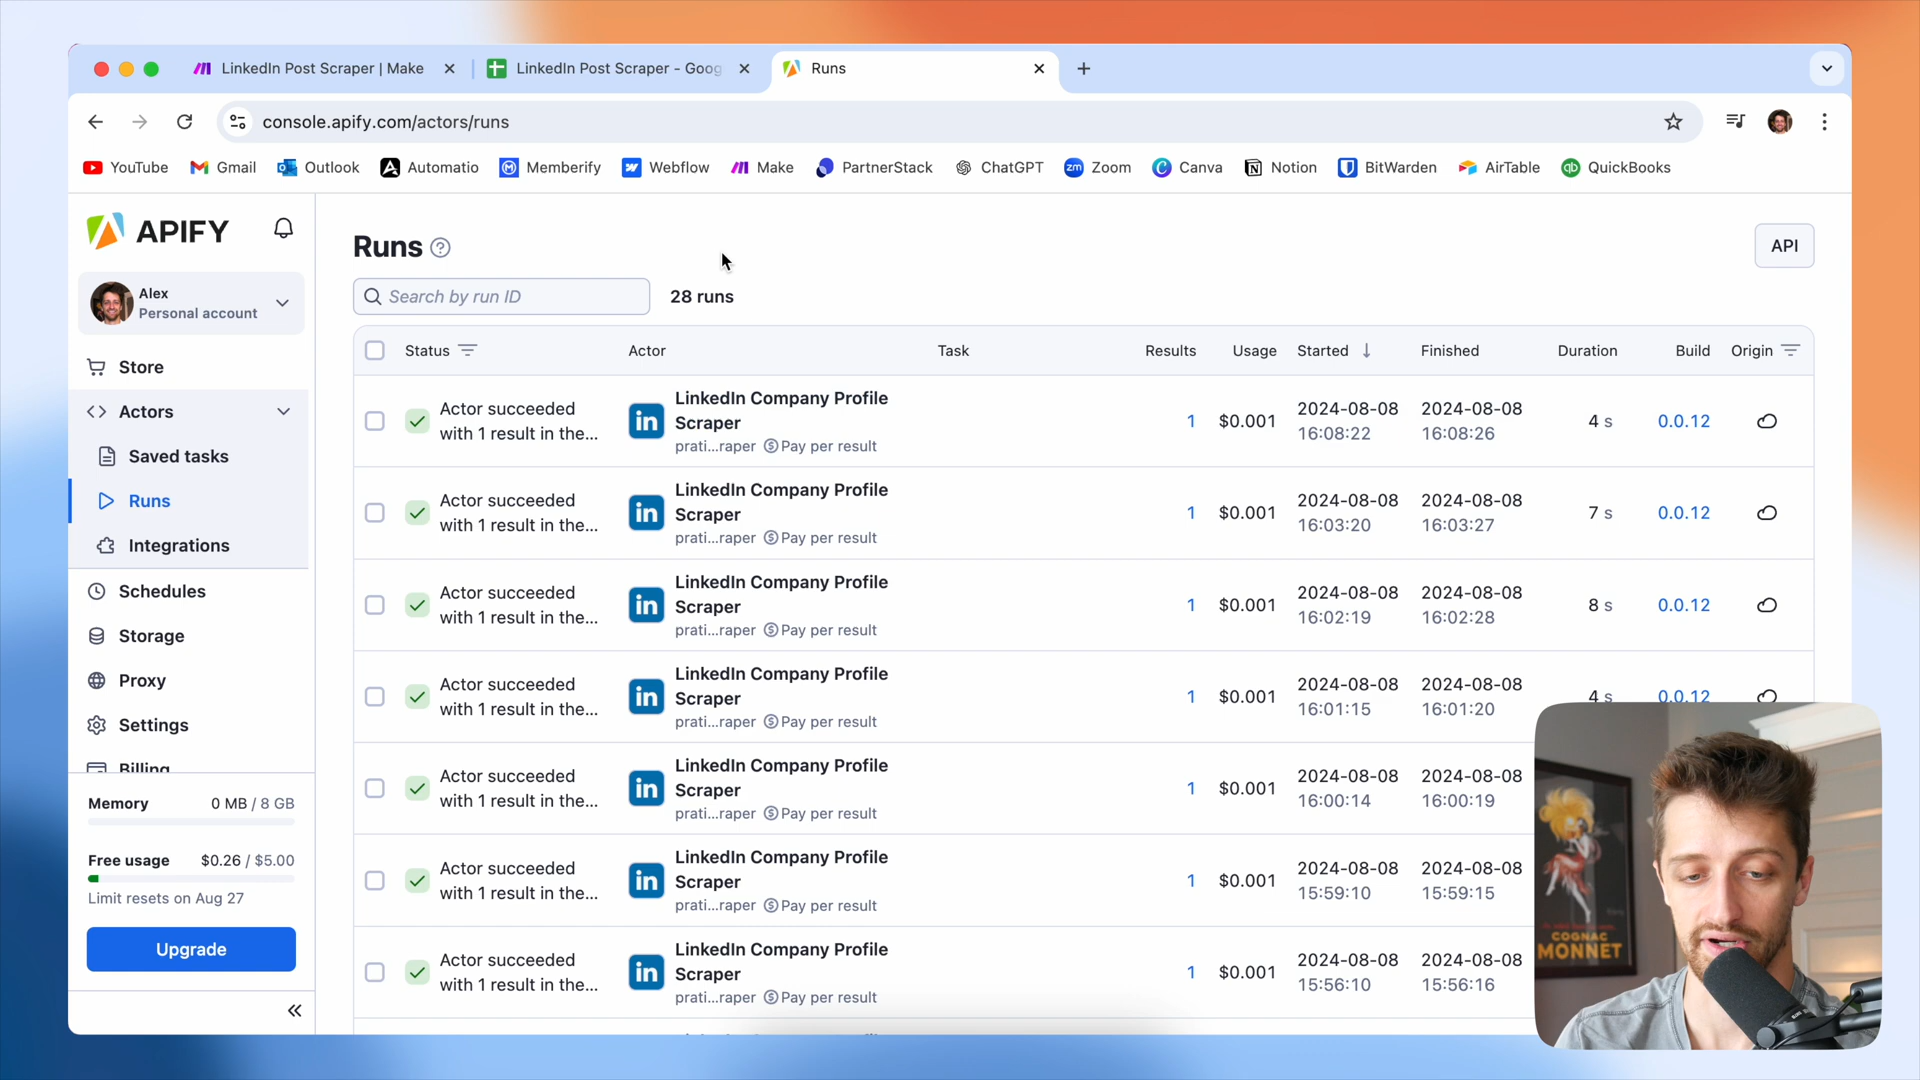 LinkedIn Post Scraper | Make
LinkedIn Post Scraper - Goog
Runs
console.apify.com/actors/runs
YouTube
Gmail
Outlook
Automatio
Memberify
Webflow
Make
PartnerStack
ChatGPT
zm Zoom
Canva
Notion
BitWarden
AirTable
qb QuickBooks
APIFY
Alex
Personal account
Store
Actors
Saved tasks
Runs
Integrations
Schedules
Storage
Proxy
Settings
Billing
Memory 0 MB / 8 GB
Free usage $0.26 / $5.00
Limit resets on Aug 27
Upgrade
Runs
API
Search by run ID
28 runs
Status Actor Task Results Usage Started Finished Duration Build Origin
Actor succeeded
with 1 result in the...
in
LinkedIn Company Profile
Scraper
prati...raper Pay per result
1 $0.001
2024-08-08
16:08:22
2024-08-08
16:08:26
4 s 0.0.12
Actor succeeded
with 1 result in the...
in
LinkedIn Company Profile
Scraper
prati...raper Pay per result
1 $0.001
2024-08-08
16:03:20
2024-08-08
16:03:27
7 s 0.0.12
Actor succeeded
with 1 result in the...
in
LinkedIn Company Profile
Scraper
prati...raper Pay per result
1 $0.001
2024-08-08
16:02:19
2024-08-08
16:02:28
8 s 0.0.12
Actor succeeded
with 1 result in the...
in
LinkedIn Company Profile
Scraper
prati...raper Pay per result
1 $0.001
2024-08-08
16:01:15
2024-08-08
16:01:20
4 s 0.0.12
Actor succeeded
with 1 result in the...
in
LinkedIn Company Profile
Scraper
prati...raper Pay per result
1 $0.001
2024-08-08
16:00:14
2024-08-08
16:00:19
Actor succeeded
with 1 result in the...
in
LinkedIn Company Profile
Scraper
prati...raper Pay per result
1 $0.001
2024-08-08
15:59:10
2024-08-08
15:59:15
Actor succeeded
with 1 result in the...
in
LinkedIn Company Profile
Scraper
prati...raper Pay per result
1 $0.001
2024-08-08
15:56:10
2024-08-08
15:56:16
COGNAC
MONNET